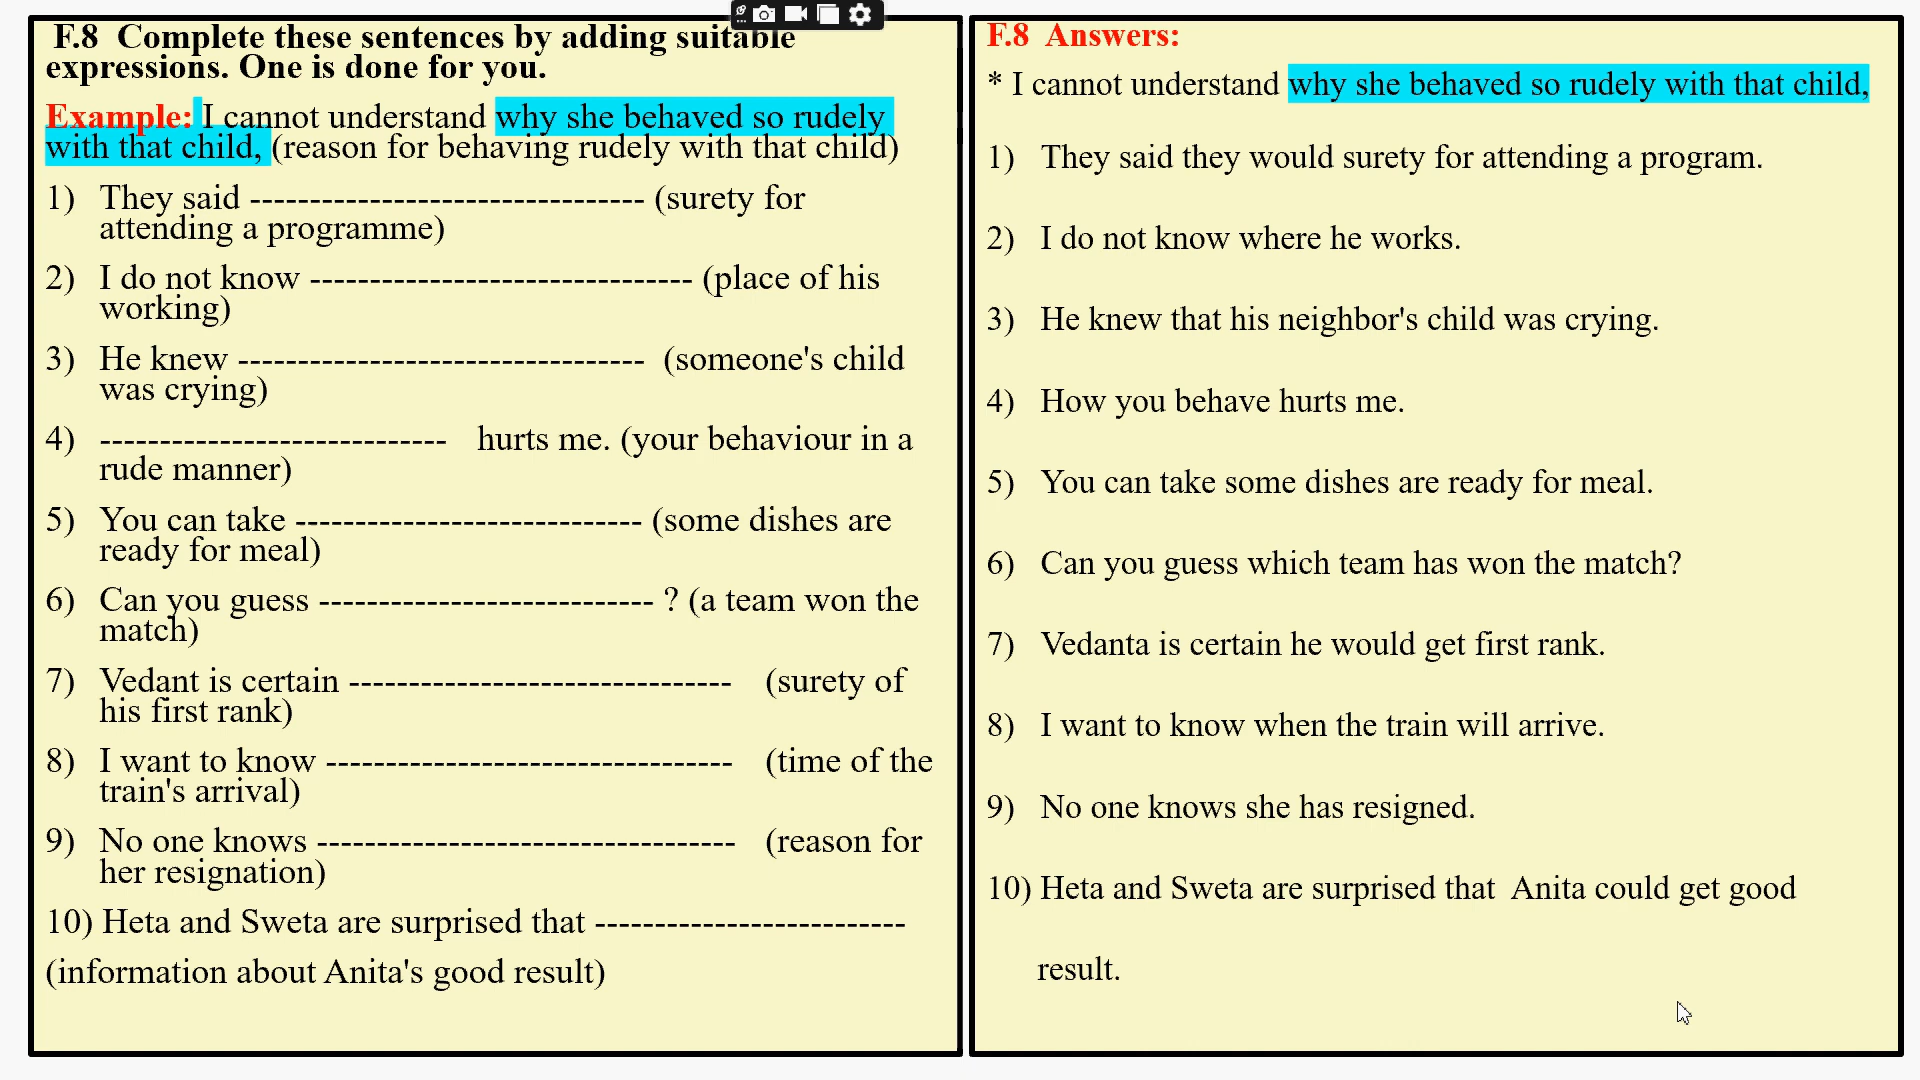 F.8 Complete these sentences by adding suitable
expressions. One is done for you.
Example: I cannot understand why she behaved so rudely
with that child, (reason for behaving rudely with that child)
1) They said --------------------------------- (surety for
attending a programme)
2) I do not know -------------------------------- (place of his
working)
3) He knew ---------------------------------- (someone's child
was crying)
4) ----------------------------- hurts me. (your behaviour in a
rude manner)
5) You can take ----------------------------- (some dishes are
ready for meal)
6) Can you guess ---------------------------- ? (a team won the
match)
7) Vedant is certain -------------------------------- (surety of
his first rank)
8) I want to know ---------------------------------- (time of the
train's arrival)
9) No one knows ----------------------------------- (reason for
her resignation)
10) Heta and Sweta are surprised that --------------------------
(information about Anita's good result)
F.8 Answers:
* I cannot understand why she behaved so rudely with that child,
1) They said they would surety for attending a program.
2) I do not know where he works.
3) He knew that his neighbor's child was crying.
4) How you behave hurts me.
5) You can take some dishes are ready for meal.
6) Can you guess which team has won the match?
7) Vedanta is certain he would get first rank.
8) I want to know when the train will arrive.
9) No one knows she has resigned.
10) Heta and Sweta are surprised that Anita could get good
result.